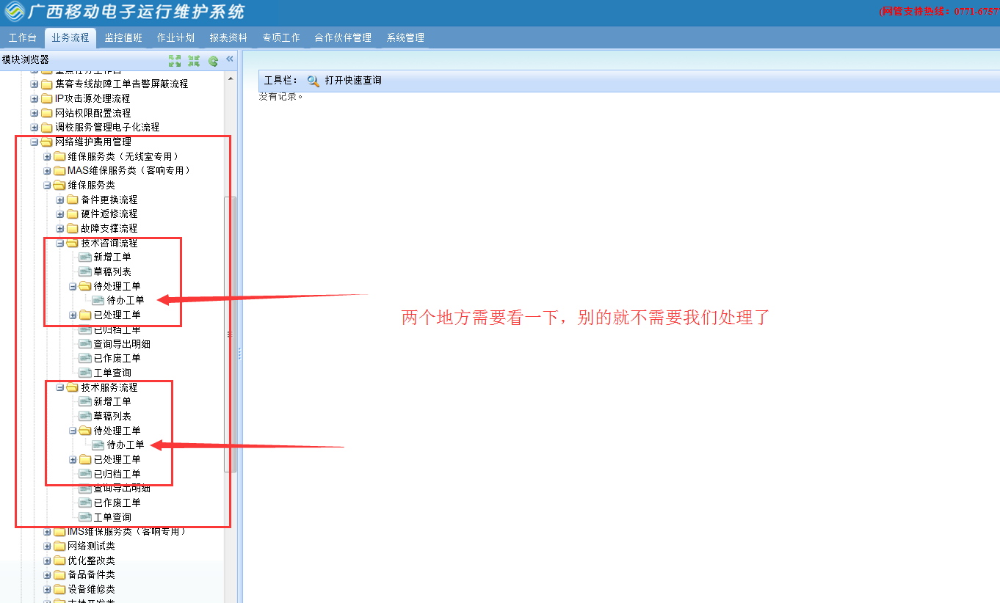 广西移动电子运行维护系统
(网管支持热线：0771-6757
工作台 业务流程 监控值班 作业计划 报表资料 专项工作 合作伙伴管理 系统管理
模块浏览器
重点任务工作台
集客专线故障工单告警屏蔽流程
IP攻击源处理流程
网站权限配置流程
调校服务管理电子化流程
网络维护费用管理
维保服务类（无线室专用）
MAS维保服务类（客响专用）
维保服务类
备件更换流程
硬件返修流程
故障支撑流程
技术咨询流程
新增工单
草稿列表
待处理工单
待办工单
已处理工单
已归档工单
查询导出明细
已作废工单
工单查询
技术服务流程
新增工单
草稿列表
待处理工单
待办工单
已处理工单
已归档工单
查询导出明细
已作废工单
工单查询
IMS维保服务类（客响专用）
网络测试类
优化整改类
备品备件类
设备维修类
支持开发类
工具栏： 打开快速查询
没有记录。
两个地方需要看一下，别的就不需要我们处理了